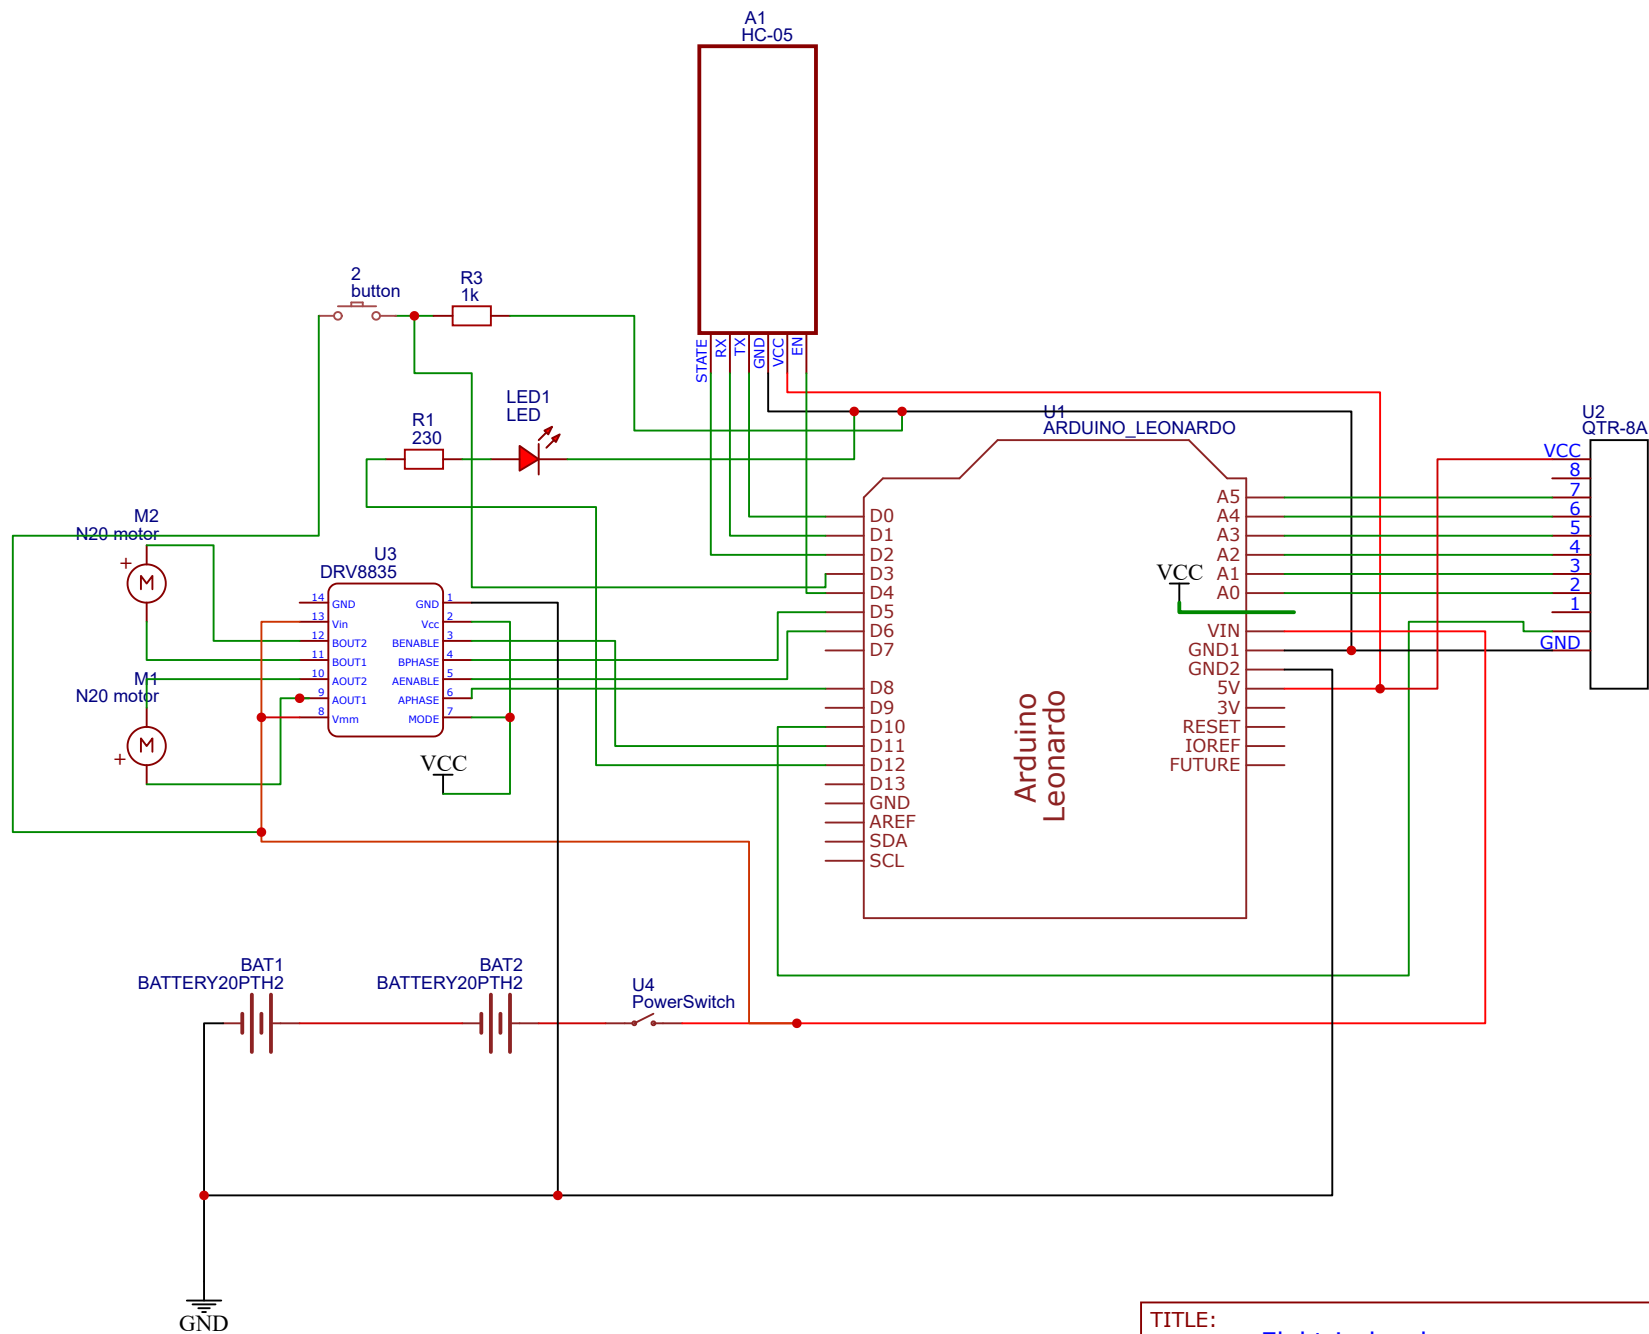 A1
HC-05
STATE
RX
TX
GND
VCC
EN
2
button
R3
1k
R1
230
LED1
LED
M2
N20 motor
+
M
M1
N20 motor
+
M
U3
DRV8835
14 GND GND 1
13 Vin Vcc 2
12 BOUT2 BENABLE 3
11 BOUT1 BPHASE 4
10 AOUT2 AENABLE 5
9 AOUT1 APHASE 6
8 Vmm MODE 7
VCC
U1
ARDUINO_LEONARDO
D0
D1
D2
D3
D4
D5
D6
D7
D8
D9
D10
D11
D12
D13
GND
AREF
SDA
SCL
Arduino
Leonardo
A5
A4
A3
A2
A1
A0
VCC
VIN
GND1
GND2
5V
3V
RESET
IOREF
FUTURE
U2
QTR-8A
VCC
8
7
6
5
4
3
2
1
GND
BAT1
BATTERY20PTH2
BAT2
BATTERY20PTH2
U4
PowerSwitch
GND
TITLE: